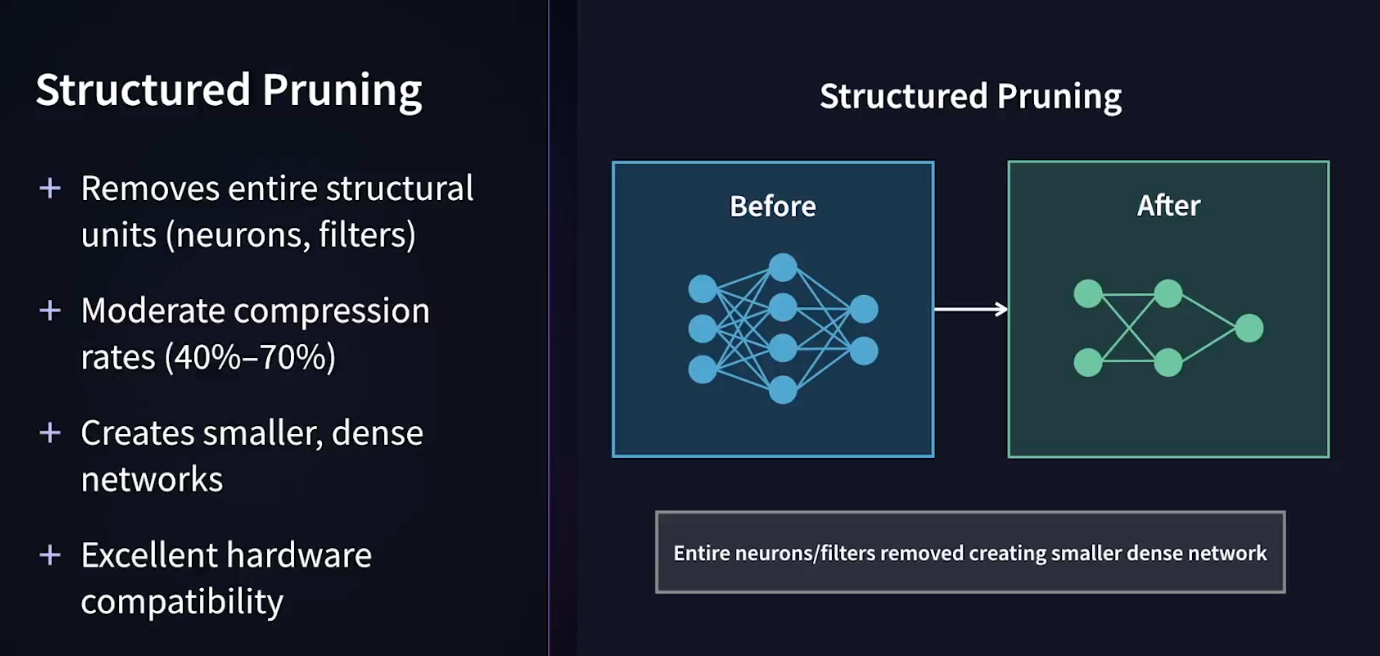 Structured Pruning
+ Removes entire structural
units (neurons, filters)
+ Moderate compression
rates (40%–70%)
+ Creates smaller, dense
networks
+ Excellent hardware
compatibility
Structured Pruning
Before
After
Entire neurons/filters removed creating smaller dense network